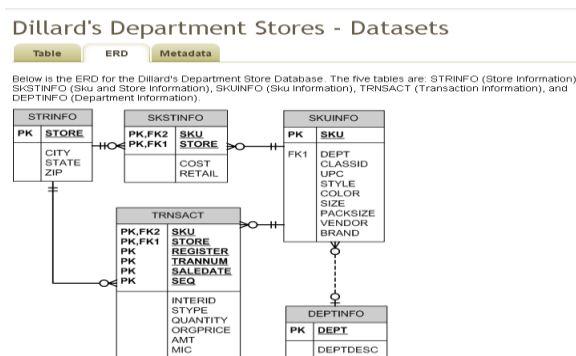 Dillard's Department Stores - Datasets
Table ERD Metadata
Below is the ERD for the Dillard's Department Store Database. The five tables are: STRINFO (Store Information)
SKSTINFO (Sku and Store Information), SKUINFO (Sku Information), TRNSACT (Transaction Information), and
DEPTINFO (Department Information).
STRINFO
PK STORE
CITY
STATE
ZIP
SKSTINFO
PK,FK2 SKU
PK,FK1 STORE
COST
RETAIL
SKUINFO
PK SKU
FK1 DEPT
CLASSID
UPC
STYLE
COLOR
SIZE
PACKSIZE
VENDOR
BRAND
TRNSACT
PK,FK2 SKU
PK,FK1 STORE
PK REGISTER
PK TRANNUM
PK SALEDATE
PK SEQ
INTERID
STYPE
QUANTITY
ORGPRICE
AMT
MIC
DEPTINFO
PK DEPT
DEPTDESC